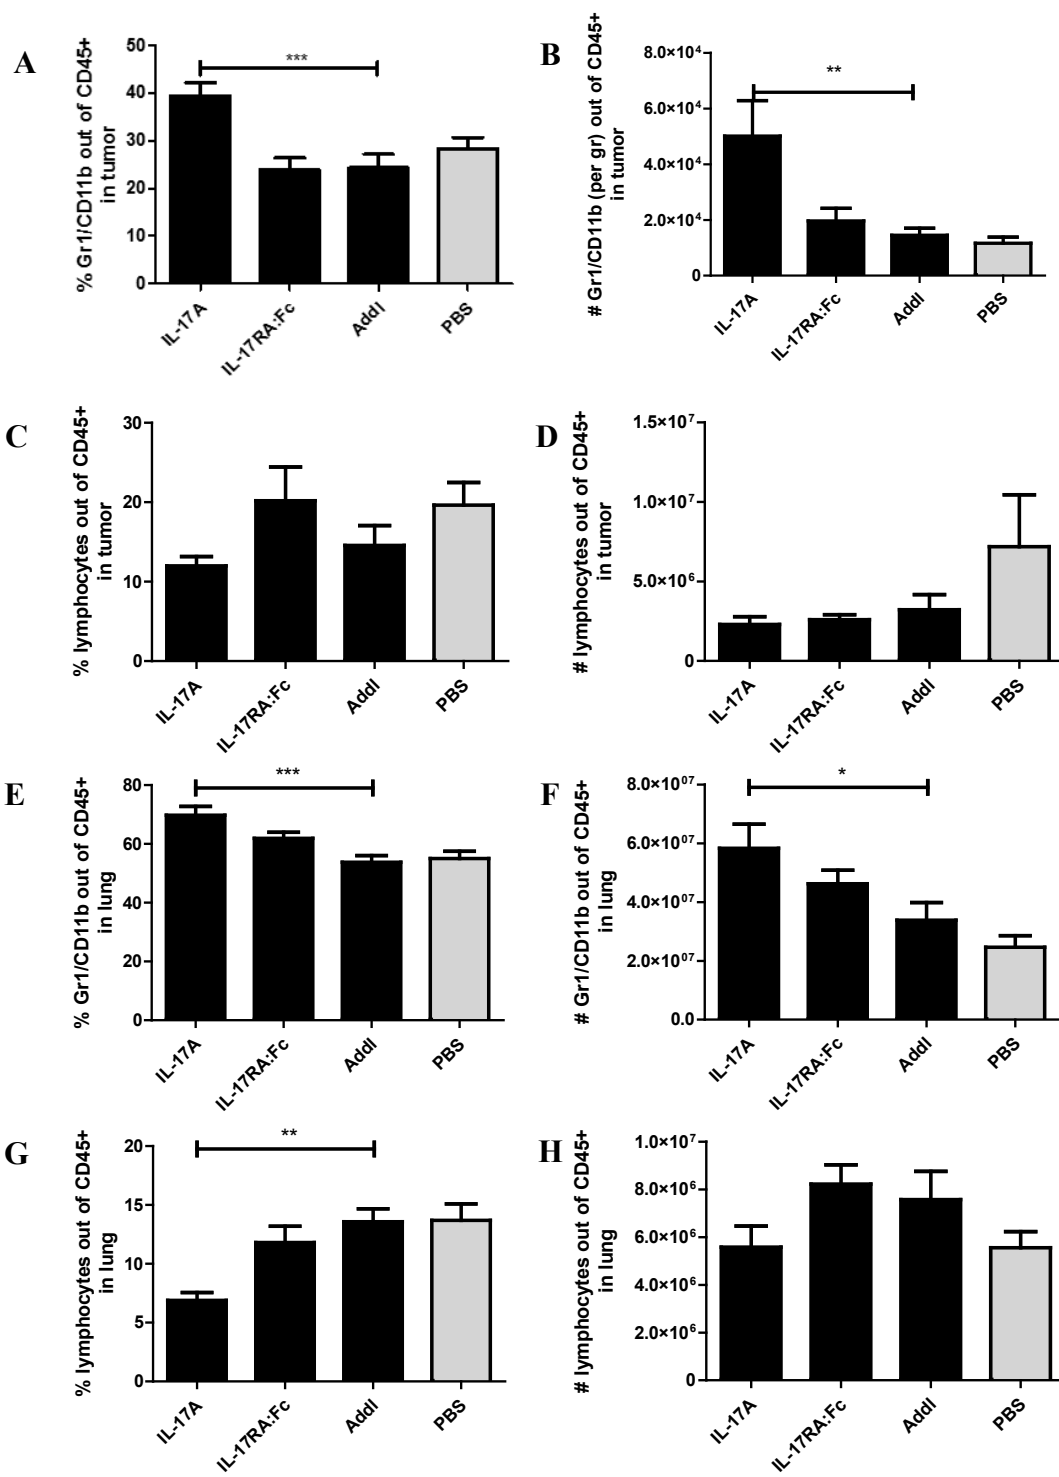 A
% Gr1/CD11b out of CD45+
in tumor
50
40
30
20
10
0
***
IL-17A
IL-17RA:Fc
Addl
PBS
B
# Gr1/CD11b (per gr) out of CD45+
in tumor
8.0×10⁴
6.0×10⁴
4.0×10⁴
2.0×10⁴
0
**
IL-17A
IL-17RA:Fc
Addl
PBS
C
% lymphocytes out of CD45+
in tumor
30
20
10
0
IL-17A
IL-17RA:Fc
Addl
PBS
D
# lymphocytes out of CD45+
in tumor
1.5×10⁷
1.0×10⁷
5.0×10⁶
0
IL-17A
IL-17RA:Fc
Addl
PBS
E
% Gr1/CD11b out of CD45+
in lung
80
60
40
20
0
***
IL-17A
IL-17RA:Fc
Addl
PBS
F
# Gr1/CD11b out of CD45+
in lung
8.0×10⁰⁷
6.0×10⁰⁷
4.0×10⁰⁷
2.0×10⁰⁷
0.0
*
IL-17A
IL-17RA:Fc
Addl
PBS
G
% lymphocytes out of CD45+
in lung
20
15
10
5
0
**
IL-17A
IL-17RA:Fc
Addl
PBS
H
# lymphocytes out of CD45+
in lung
1.0×10⁷
8.0×10⁶
6.0×10⁶
4.0×10⁶
2.0×10⁶
0
IL-17A
IL-17RA:Fc
Addl
PBS